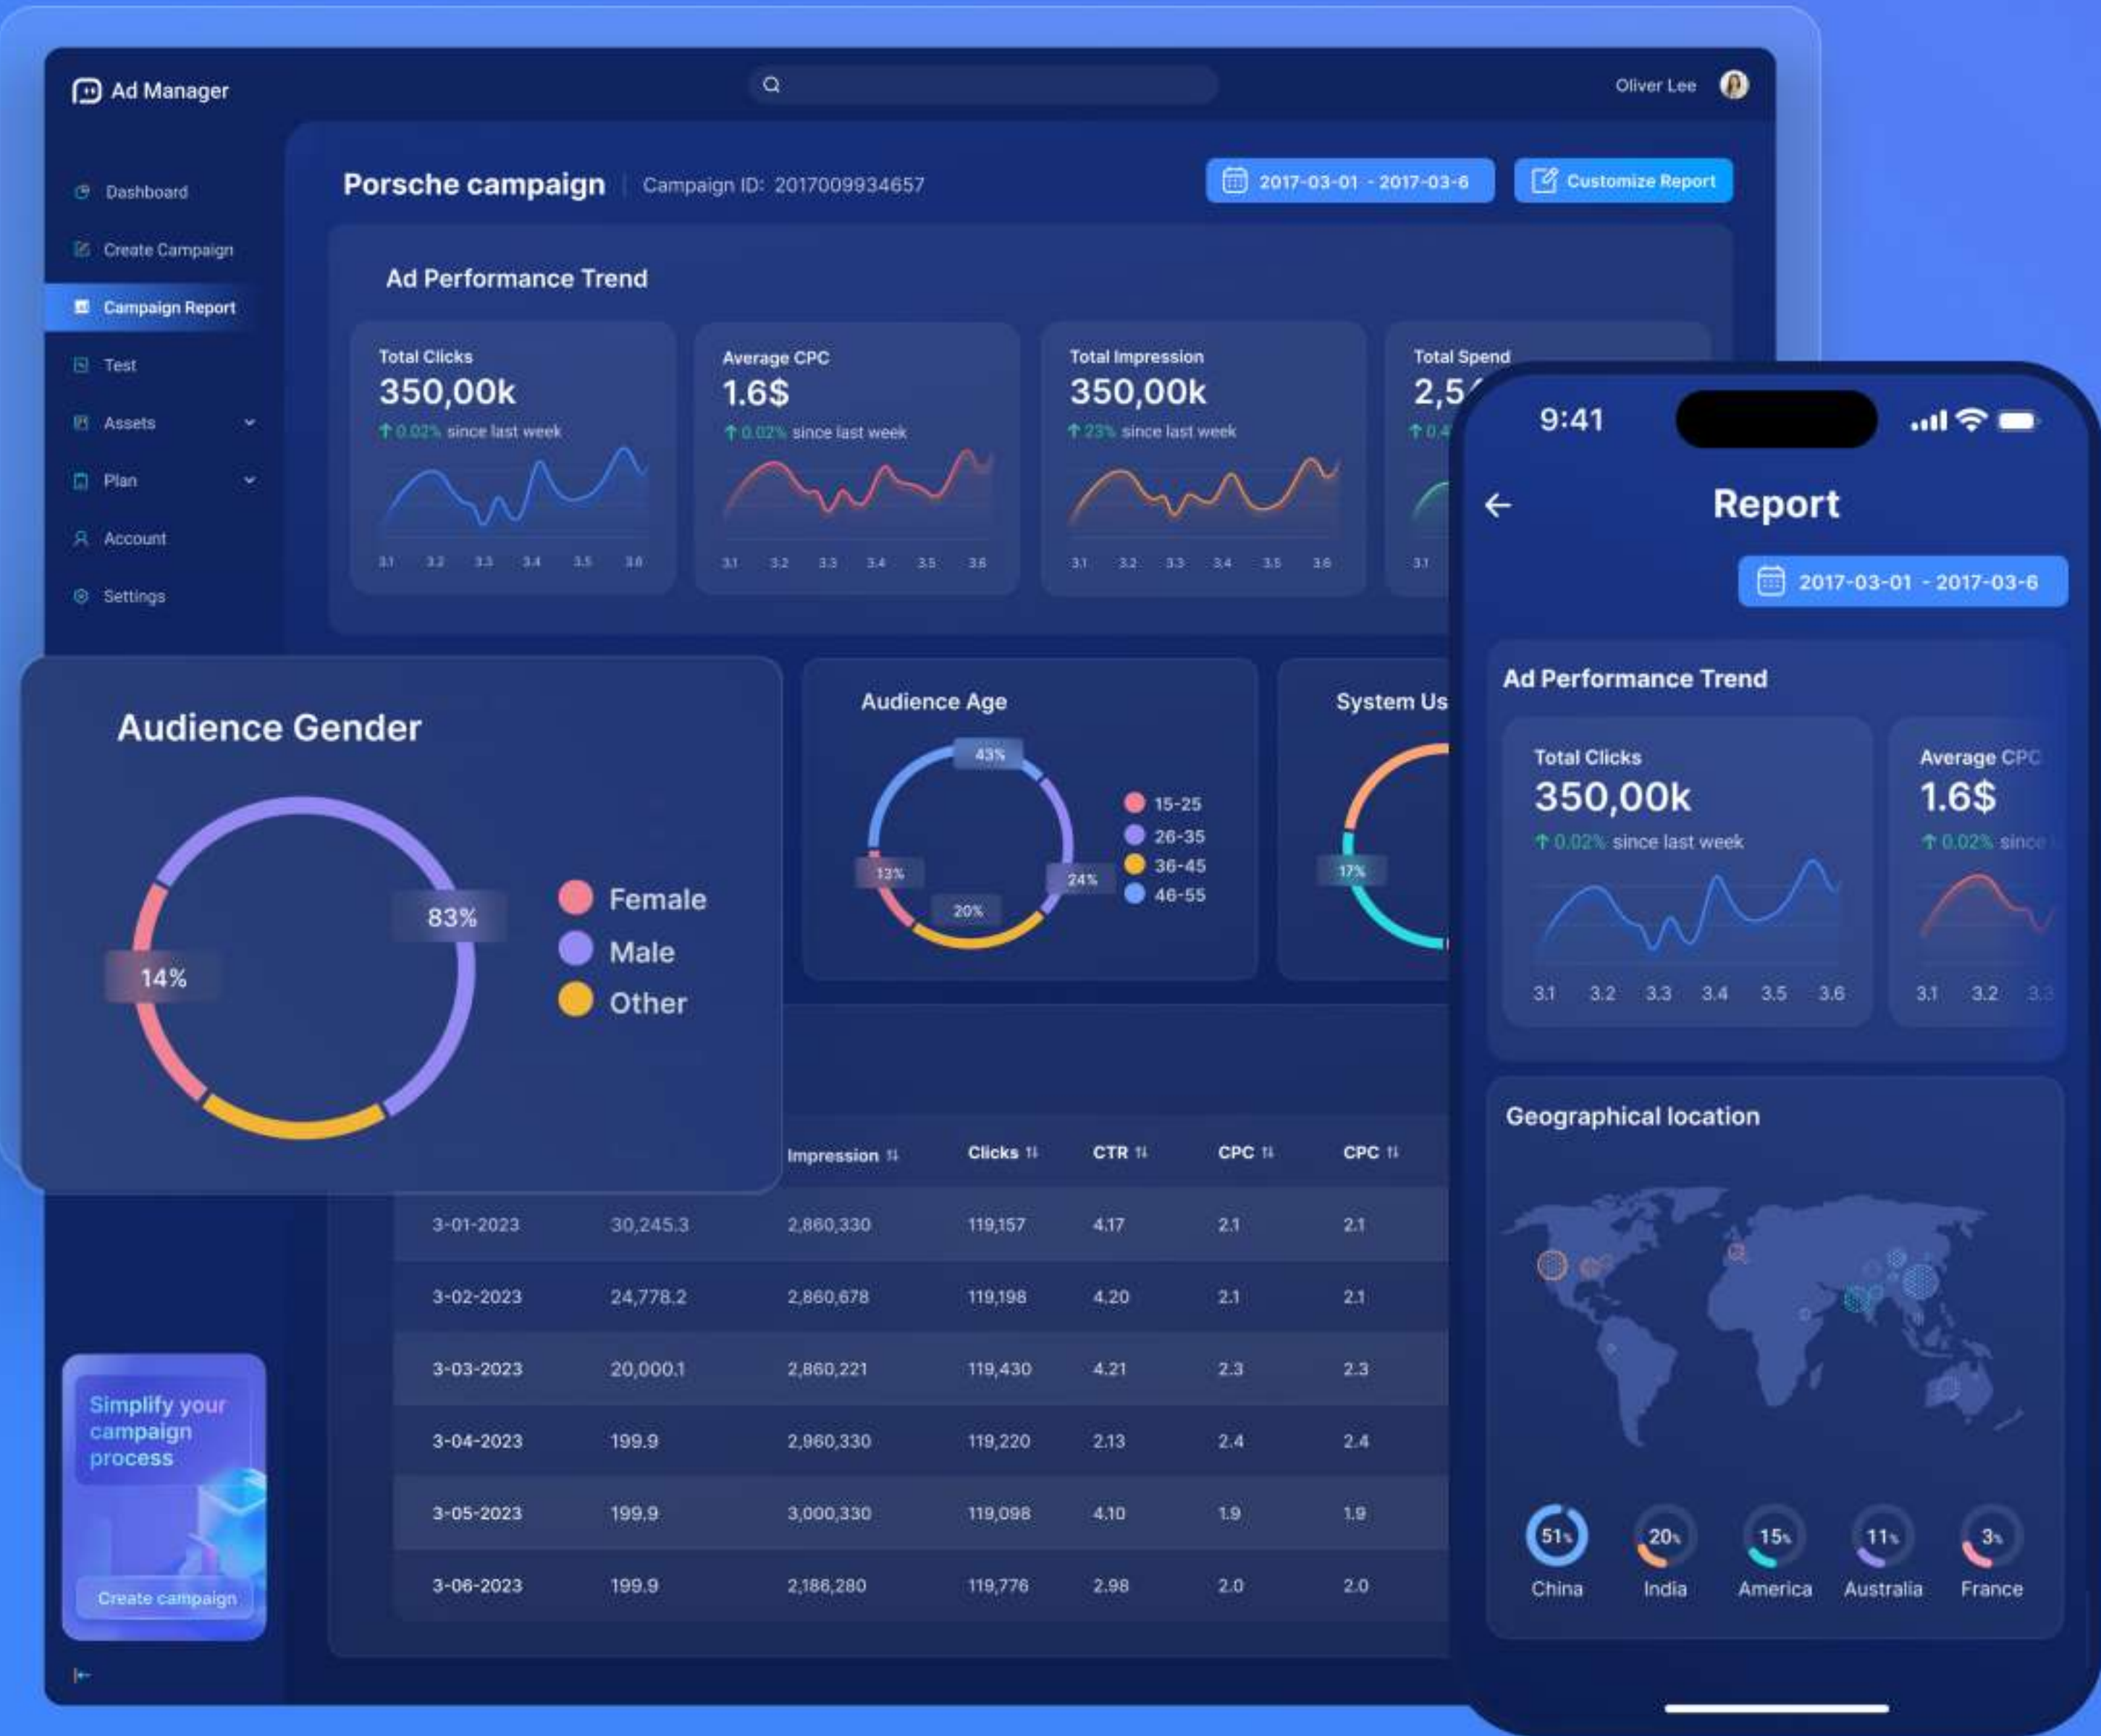 Ad Manager
Oliver Lee
Dashboard
Create Campaign
Campaign Report
Test
Assets
Plan
Account
Settings
Porsche campaign
Campaign ID: 2017009934657
2017-03-01 - 2017-03-6
Customize Report
Ad Performance Trend
Total Clicks
350,00k
↑ 0.02% since last week
3.1 3.2 3.3 3.4 3.5 3.6
Average CPC
1.6$
↑ 0.02% since last week
3.1 3.2 3.3 3.4 3.5 3.6
Total Impression
350,00k
↑ 23% since last week
3.1 3.2 3.3 3.4 3.5 3.6
Total Spend
2,5
3.1
Audience Gender
83%
14%
Female
Male
Other
Audience Age
43%
13%
24%
20%
15-25
26-35
36-45
46-55
System Us
17%
Impression Clicks CTR CPC CPC
3-01-2023 30,245.3 2,860,330 119,157 4.17 2.1 2.1
3-02-2023 24,778.2 2,860,678 119,198 4.20 2.1 2.1
3-03-2023 20,000.1 2,860,221 119,430 4.21 2.3 2.3
3-04-2023 199.9 2,960,330 119,220 2.13 2.4 2.4
3-05-2023 199.9 3,000,330 119,098 4.10 1.9 1.9
3-06-2023 199.9 2,186,280 119,776 2.98 2.0 2.0
Simplify your
campaign
process
Create campaign
9:41
Report
2017-03-01 - 2017-03-6
Ad Performance Trend
Total Clicks
350,00k
↑ 0.02% since last week
3.1 3.2 3.3 3.4 3.5 3.6
Average CPC
1.6$
↑ 0.02% since
3.1 3.2 3.3
Geographical location
51% 20% 15% 11% 3%
China India America Australia France